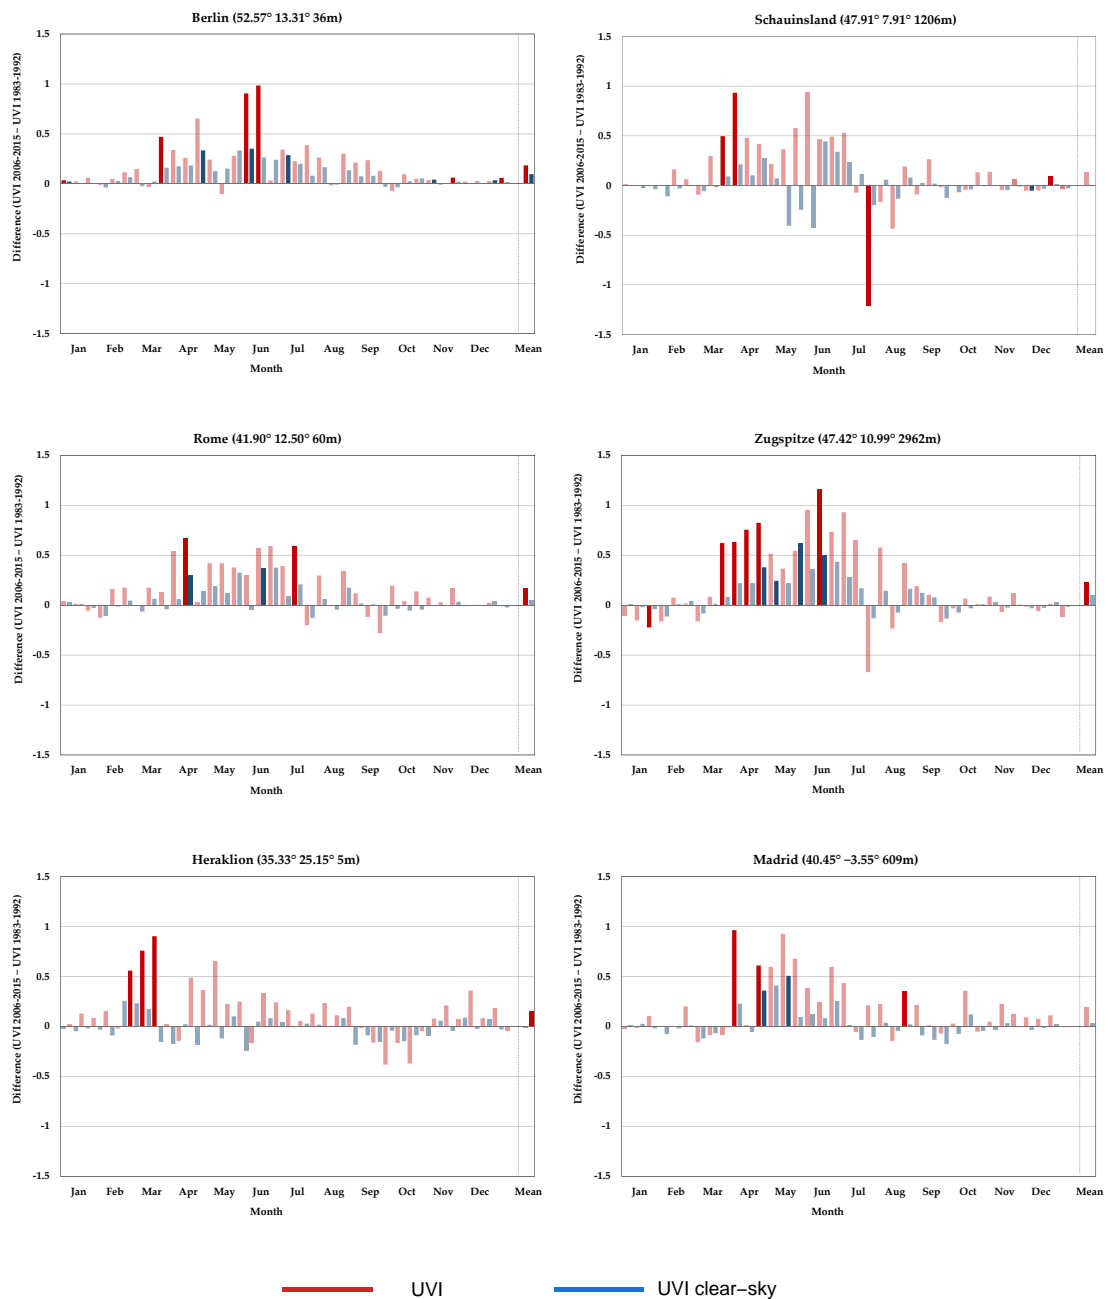 Berlin (52.57° 13.31° 36m)
Difference (UVI 2006-2015 – UVI 1983-1992)
1.5
1
0.5
0
-0.5
-1
-1.5
Jan Feb Mar Apr May Jun Jul Aug Sep Oct Nov Dec Mean
Month
Schauinsland (47.91° 7.91° 1206m)
Difference (UVI 2006-2015 – UVI 1983-1992)
1.5
1
0.5
0
-0.5
-1
-1.5
Jan Feb Mar Apr May Jun Jul Aug Sep Oct Nov Dec Mean
Month
Rome (41.90° 12.50° 60m)
Difference (UVI 2006-2015 – UVI 1983-1992)
1.5
1
0.5
0
-0.5
-1
-1.5
Jan Feb Mar Apr May Jun Jul Aug Sep Oct Nov Dec Mean
Month
Zugspitze (47.42° 10.99° 2962m)
Difference (UVI 2006-2015 – UVI 1983-1992)
1.5
1
0.5
0
-0.5
-1
-1.5
Jan Feb Mar Apr May Jun Jul Aug Sep Oct Nov Dec Mean
Month
Heraklion (35.33° 25.15° 5m)
Difference (UVI 2006-2015 – UVI 1983-1992)
1.5
1
0.5
0
-0.5
-1
-1.5
Jan Feb Mar Apr May Jun Jul Aug Sep Oct Nov Dec Mean
Month
Madrid (40.45° −3.55° 609m)
Difference (UVI 2006-2015 – UVI 1983-1992)
1.5
1
0.5
0
-0.5
-1
-1.5
Jan Feb Mar Apr May Jun Jul Aug Sep Oct Nov Dec Mean
Month
UVI
UVI clear−sky